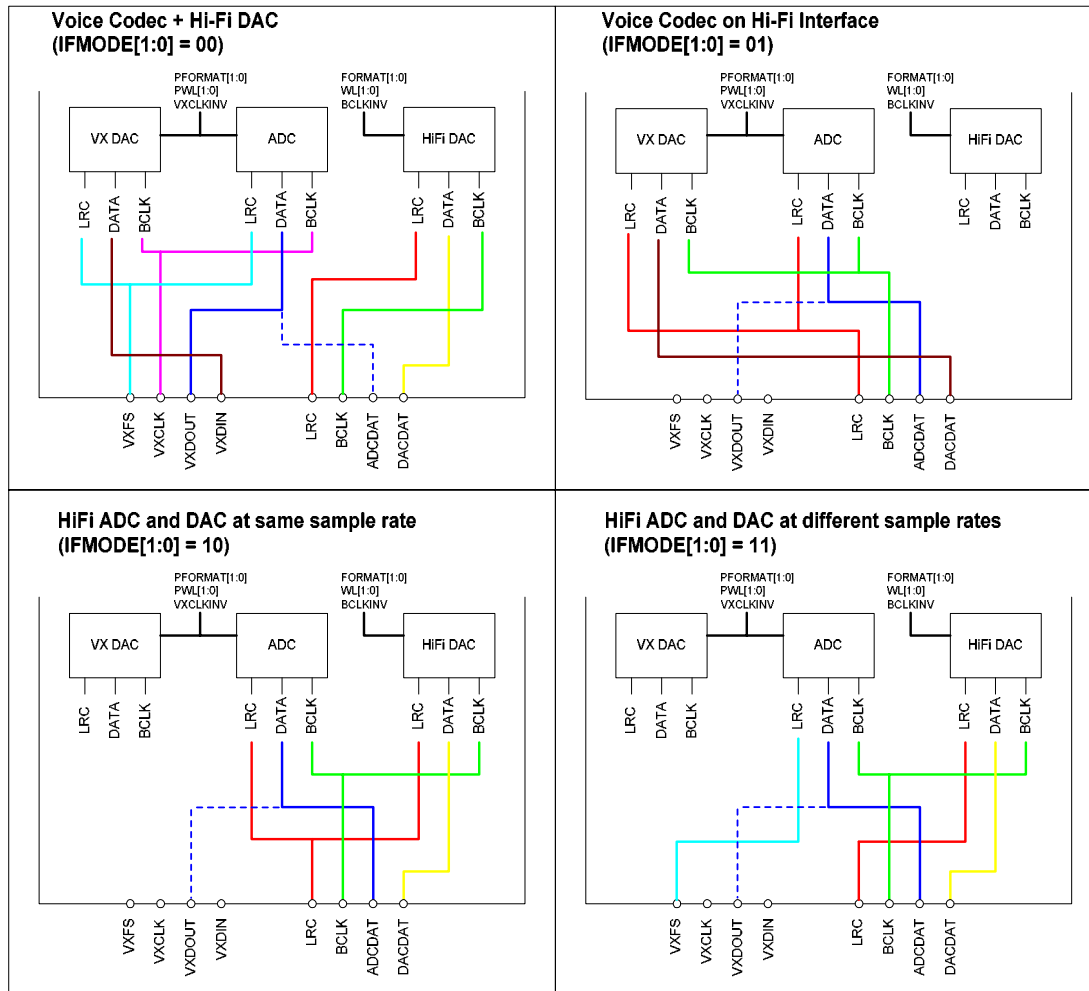 Voice Codec + Hi-Fi DAC
(IFMODE[1:0] = 00)
PFORMAT[1:0]
PWL[1:0]
VXCLKINV
FORMAT[1:0]
WL[1:0]
BCLKINV
VX DAC
ADC
HiFi DAC
LRC
DATA
BCLK
LRC
DATA
BCLK
LRC
DATA
BCLK
VXFS
VXCLK
VXDOUT
VXDIN
LRC
BCLK
ADCDAT
DACDAT
Voice Codec on Hi-Fi Interface
(IFMODE[1:0] = 01)
PFORMAT[1:0]
PWL[1:0]
VXCLKINV
FORMAT[1:0]
WL[1:0]
BCLKINV
VX DAC
ADC
HiFi DAC
LRC
DATA
BCLK
LRC
DATA
BCLK
LRC
DATA
BCLK
VXFS
VXCLK
VXDOUT
VXDIN
LRC
BCLK
ADCDAT
DACDAT
HiFi ADC and DAC at same sample rate
(IFMODE[1:0] = 10)
PFORMAT[1:0]
PWL[1:0]
VXCLKINV
FORMAT[1:0]
WL[1:0]
BCLKINV
VX DAC
ADC
HiFi DAC
LRC
DATA
BCLK
LRC
DATA
BCLK
LRC
DATA
BCLK
VXFS
VXCLK
VXDOUT
VXDIN
LRC
BCLK
ADCDAT
DACDAT
HiFi ADC and DAC at different sample rates
(IFMODE[1:0] = 11)
PFORMAT[1:0]
PWL[1:0]
VXCLKINV
FORMAT[1:0]
WL[1:0]
BCLKINV
VX DAC
ADC
HiFi DAC
LRC
DATA
BCLK
LRC
DATA
BCLK
LRC
DATA
BCLK
VXFS
VXCLK
VXDOUT
VXDIN
LRC
BCLK
ADCDAT
DACDAT